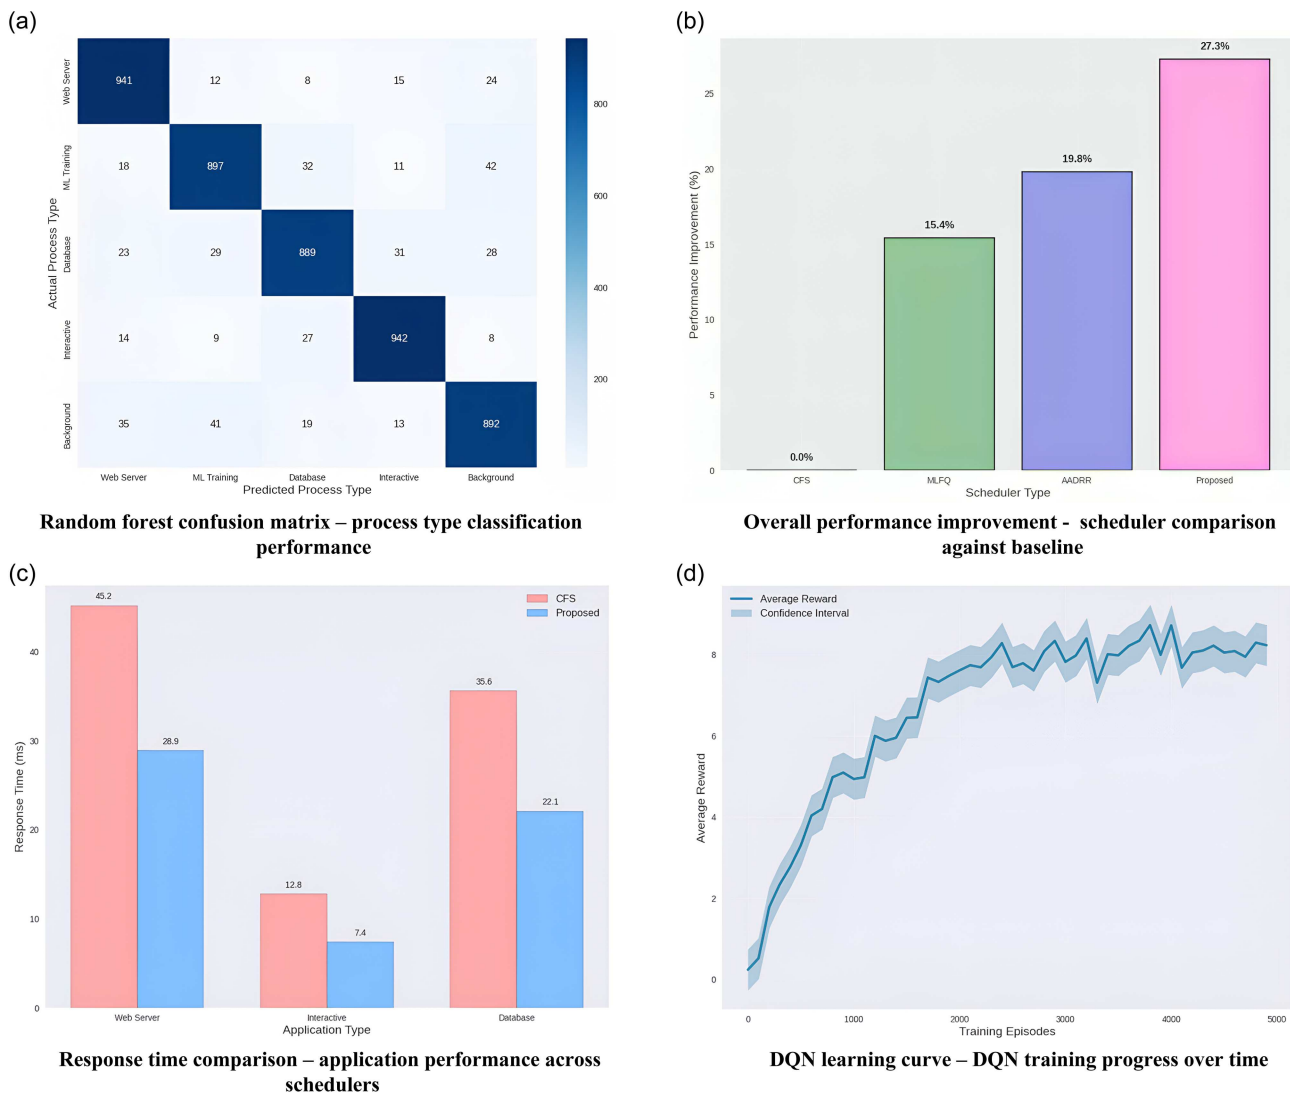 (a)
Web Server
941
12
8
15
24
ML Training
18
897
32
11
42
Database
23
29
889
31
28
Interactive
14
9
27
942
8
Background
35
41
19
13
892
Actual Process Type
Web Server
ML Training
Database
Interactive
Background
Predicted Process Type
800
600
400
200
Random forest confusion matrix – process type classification
performance
(b)
Performance Improvement (%)
25
20
15
10
5
0
0.0%
15.4%
19.8%
27.3%
CFS
MLFQ
AADRR
Proposed
Scheduler Type
Overall performance improvement - scheduler comparison
against baseline
(c)
CFS
Proposed
Response Time (ms)
40
30
20
10
0
45.2
28.9
12.8
7.4
35.6
22.1
Web Server
Interactive
Database
Application Type
Response time comparison – application performance across
schedulers
(d)
Average Reward
Confidence Interval
Average Reward
8
6
4
2
0
0
1000
2000
3000
4000
5000
Training Episodes
DQN learning curve – DQN training progress over time